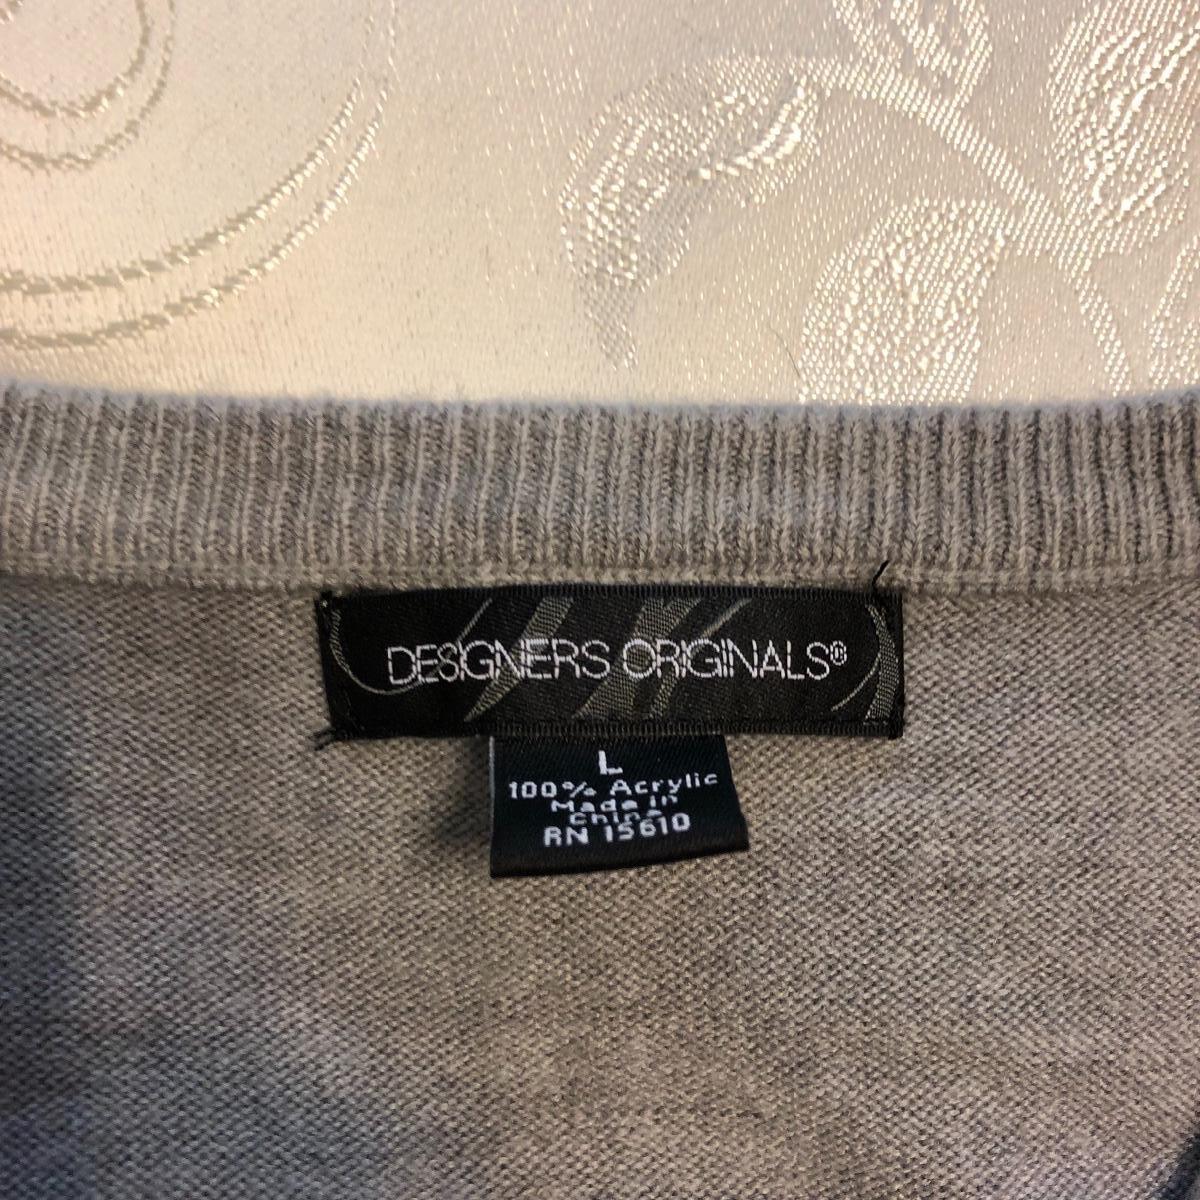 DESIGNERS ORIGINALS®
L
100% Acrylic
Made in
China
RN 15610